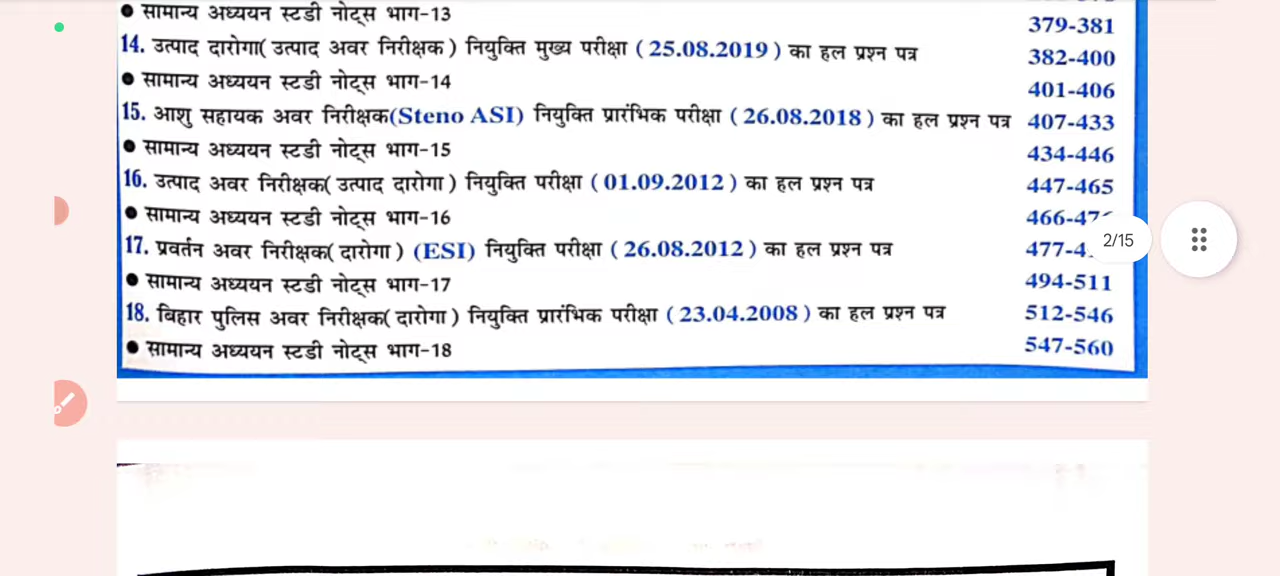 ● सामान्य अध्ययन स्टडी नोट्स भाग-13 379-381
14. उत्पाद दारोगा( उत्पाद अवर निरीक्षक ) नियुक्ति मुख्य परीक्षा ( 25.08.2019 ) का हल प्रश्न पत्र 382-400
● सामान्य अध्ययन स्टडी नोट्स भाग-14 401-406
15. आशु सहायक अवर निरीक्षक(Steno ASI) नियुक्ति प्रारंभिक परीक्षा ( 26.08.2018 ) का हल प्रश्न पत्र 407-433
● सामान्य अध्ययन स्टडी नोट्स भाग-15 434-446
16. उत्पाद अवर निरीक्षक( उत्पाद दारोगा ) नियुक्ति परीक्षा ( 01.09.2012 ) का हल प्रश्न पत्र 447-465
● सामान्य अध्ययन स्टडी नोट्स भाग-16
2/15
17. प्रवर्तन अवर निरीक्षक( दारोगा ) (ESI) नियुक्ति परीक्षा ( 26.08.2012 ) का हल प्रश्न पत्र
● सामान्य अध्ययन स्टडी नोट्स भाग-17 494-511
18. बिहार पुलिस अवर निरीक्षक( दारोगा ) नियुक्ति प्रारंभिक परीक्षा ( 23.04.2008 ) का हल प्रश्न पत्र 512-546
● सामान्य अध्ययन स्टडी नोट्स भाग-18 547-560